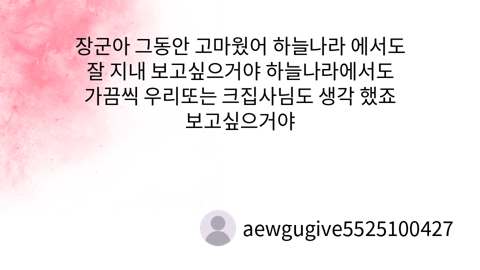 장군아 그동안 고마웠어 하늘나라 에서도
잘 지내 보고싶으거야 하늘나라에서도
가끔씩 우리또는 크집사님도 생각 했죠
보고싶으거야
aewgugive5525100427